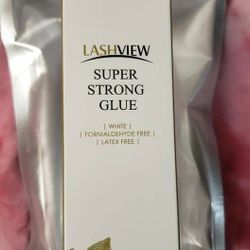 LASHVIEW
SUPER
STRONG
GLUE
| WHITE |
| FORMALDEHYDE FREE |
| LATEX FREE |